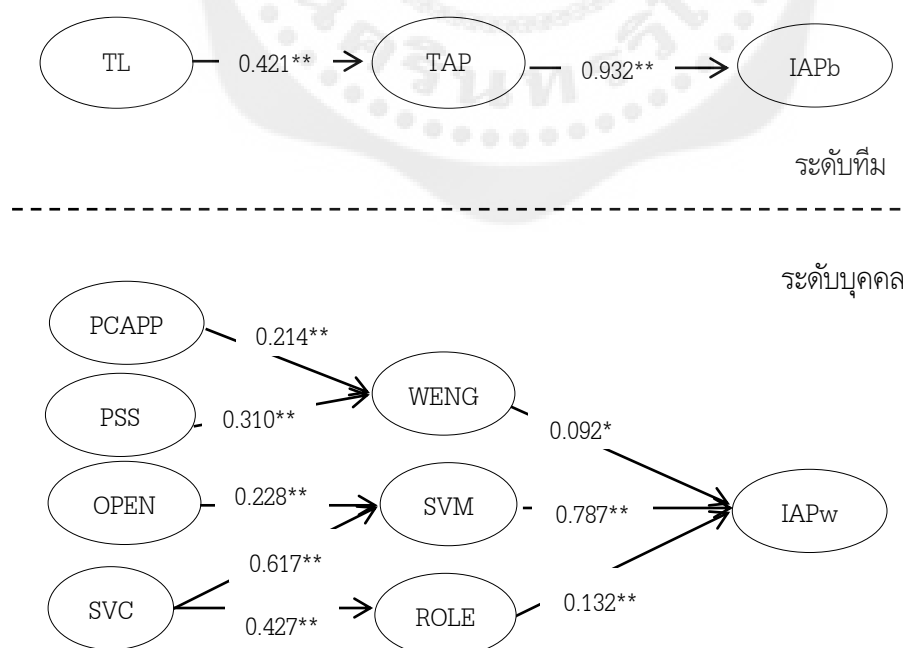 TL 0.421** TAP 0.932** IAPb
ระดับทีม
ระดับบุคคล
PCAPP
0.214**
WENG
PSS
0.310**
0.092*
OPEN
0.228**
SVM
0.787**
IAPw
0.617**
SVC
0.427**
ROLE
0.132**